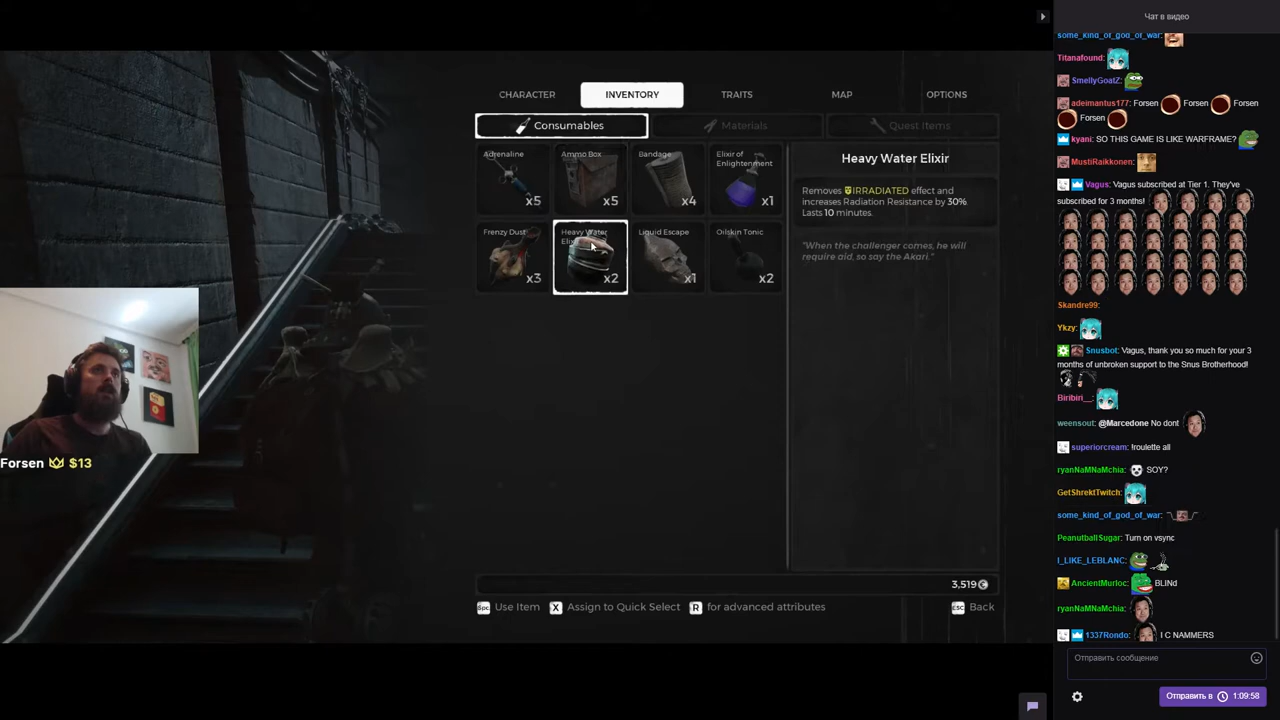 CHARACTER
INVENTORY
TRAITS
MAP
OPTIONS
Consumables
Materials
Quest Items
Adrenaline
x5
Ammo Box
x5
Bandage
x4
Elixir of
Enlightenment
x1
Frenzy Dust
x3
Heavy Water
Elixir
x2
Liquid Escape
x1
Oilskin Tonic
x2
Heavy Water Elixir
Removes IRRADIATED effect and
increases Radiation Resistance by 30%.
Lasts 10 minutes.
"When the challenger comes, he will
require aid, so say the Akari."
3,519
Use Item
X Assign to Quick Select
R for advanced attributes
ESC Back
Forsen $13
Чат в видео
some_kind_of_god_of_war:
Titanafound:
SmellyGoatZ:
adeimantus177: Forsen Forsen Forsen
Forsen
kyani: SO THIS GAME IS LIKE WARFRAME?
MustiRaikkonen:
Vagus: Vagus subscribed at Tier 1. They've
subscribed for 3 months!
Skandre99:
Ykzy:
Snusbot: Vagus, thank you so much for your 3
months of unbroken support to the Snus Brotherhood!
Biribiri__:
weensout: @Marcedone No dont
superiorcream: !roulette all
ryanNaMNaMchia: SOY?
GetShrektTwitch:
some_kind_of_god_of_war:
PeanutballSugar: Turn on vsync
I_LIKE_LEBLANC:
AncientMurloc: BLINd
ryanNaMNaMchia:
1337Rondo: I C NAMMERS
Отправить сообщение
Отправить в 1:09:58